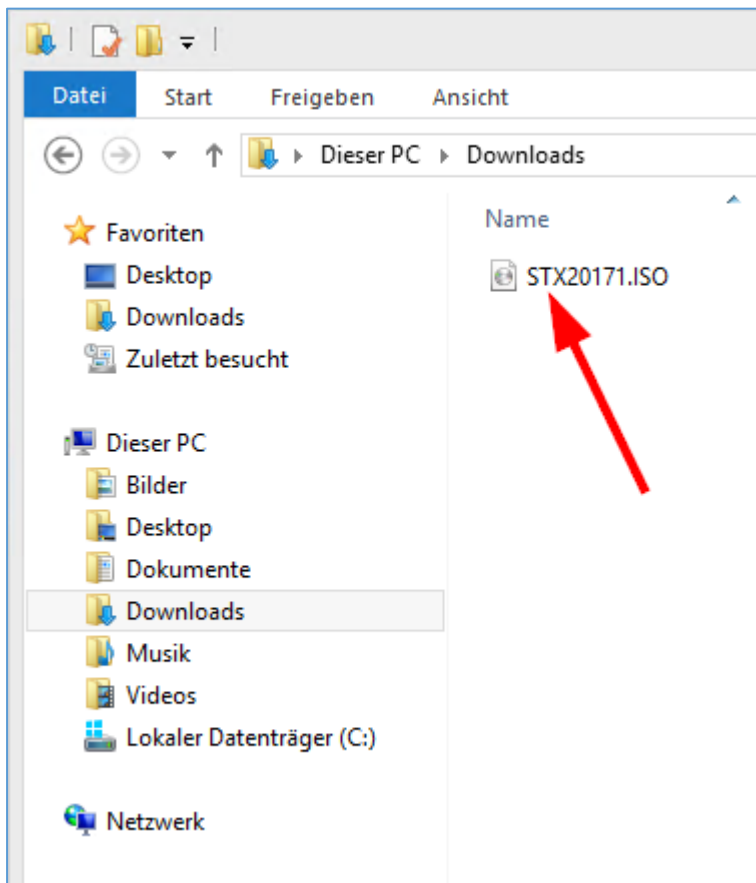 Datei Start Freigeben Ansicht
Dieser PC Downloads
Favoriten
Desktop
Downloads
Zuletzt besucht
Dieser PC
Bilder
Desktop
Dokumente
Downloads
Musik
Videos
Lokaler Datenträger (C:)
Netzwerk
Name
STX20171.ISO